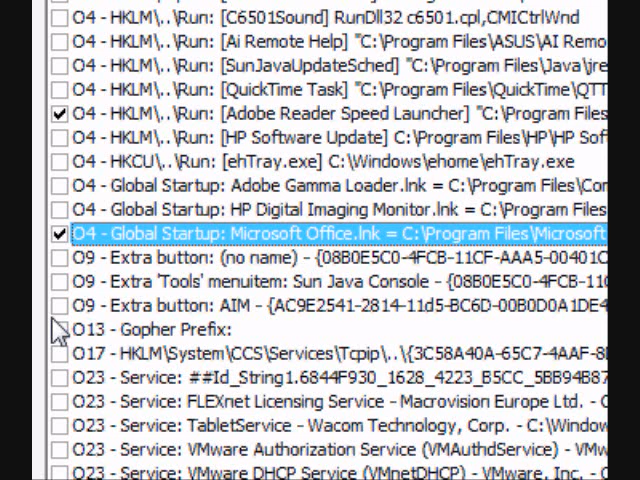 O4 - HKLM\..\Run: [C6501Sound] RunDll32 c6501.cpl,CMICtrlWnd
O4 - HKLM\..\Run: [Ai Remote Help] "C:\Program Files\ASUS\AI Remo
O4 - HKLM\..\Run: [SunJavaUpdateSched] "C:\Program Files\Java\jre
O4 - HKLM\..\Run: [QuickTime Task] "C:\Program Files\QuickTime\QTT
O4 - HKLM\..\Run: [Adobe Reader Speed Launcher] "C:\Program Files
O4 - HKLM\..\Run: [HP Software Update] C:\Program Files\HP\HP Sof
O4 - HKCU\..\Run: [ehTray.exe] C:\Windows\ehome\ehTray.exe
O4 - Global Startup: Adobe Gamma Loader.lnk = C:\Program Files\Com
O4 - Global Startup: HP Digital Imaging Monitor.lnk = C:\Program Files
O4 - Global Startup: Microsoft Office.lnk = C:\Program Files\Microsoft
O9 - Extra button: (no name) - {08B0E5C0-4FCB-11CF-AAA5-00401C
O9 - Extra 'Tools' menuitem: Sun Java Console - {08B0E5C0-4FCB-110
O9 - Extra button: AIM - {AC9E2541-2814-11d5-BC6D-00B0D0A1DE4
O13 - Gopher Prefix:
O17 - HKLM\System\CCS\Services\Tcpip\..\{3C58A40A-65C7-4AAF-8
O23 - Service: ##Id_String1.6844F930_1628_4223_B5CC_5BB94B87
O23 - Service: FLEXnet Licensing Service - Macrovision Europe Ltd. - C
O23 - Service: TabletService - Wacom Technology, Corp. - C:\Window
O23 - Service: VMware Authorization Service (VMAuthdService) - VMw
O23 - Service: VMware DHCP Service (VMnetDHCP) - VMware, Inc. - C